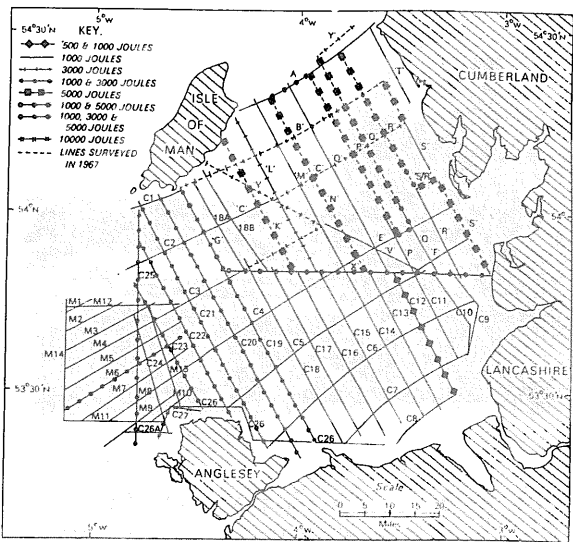 5°W
4°W
3°W
54° 30' N
54° 30' N
KEY.
500 & 1000 JOULES
1000 JOULES
3000 JOULES
1000 & 3000 JOULES
5000 JOULES
1000 & 5000 JOULES
1000, 3000 &
5000 JOULES
10000 JOULES
LINES SURVEYED
IN 1967
ISLE
OF
MAN
CUMBERLAND
Y'
A
T'
B'
Q
R
P
S'
'L'
Y
'M'
C'
Q
S'R'
54°N
54°
C1
'C'
18A
18B
K'
N'
R
S'
C2
'G'
E
Q
'V
P
F
C25
C3
M1
M12
C21
C4
C12
C11
C13
C10
C9
M2
M3
M4
M14
M5
M6
M7
C22
C23
C20
C19
C5
C15
C14
C17
C16
C6
C24
M13
C18
C7
LANCASHIRE
53° 30' N
53° 30' N
M8
M9
M10
C26
M11
C27
C26A
C26
C26
C8
ANGLESEY
Scale
0
10
20
Miles
5°W
4°W
3°W